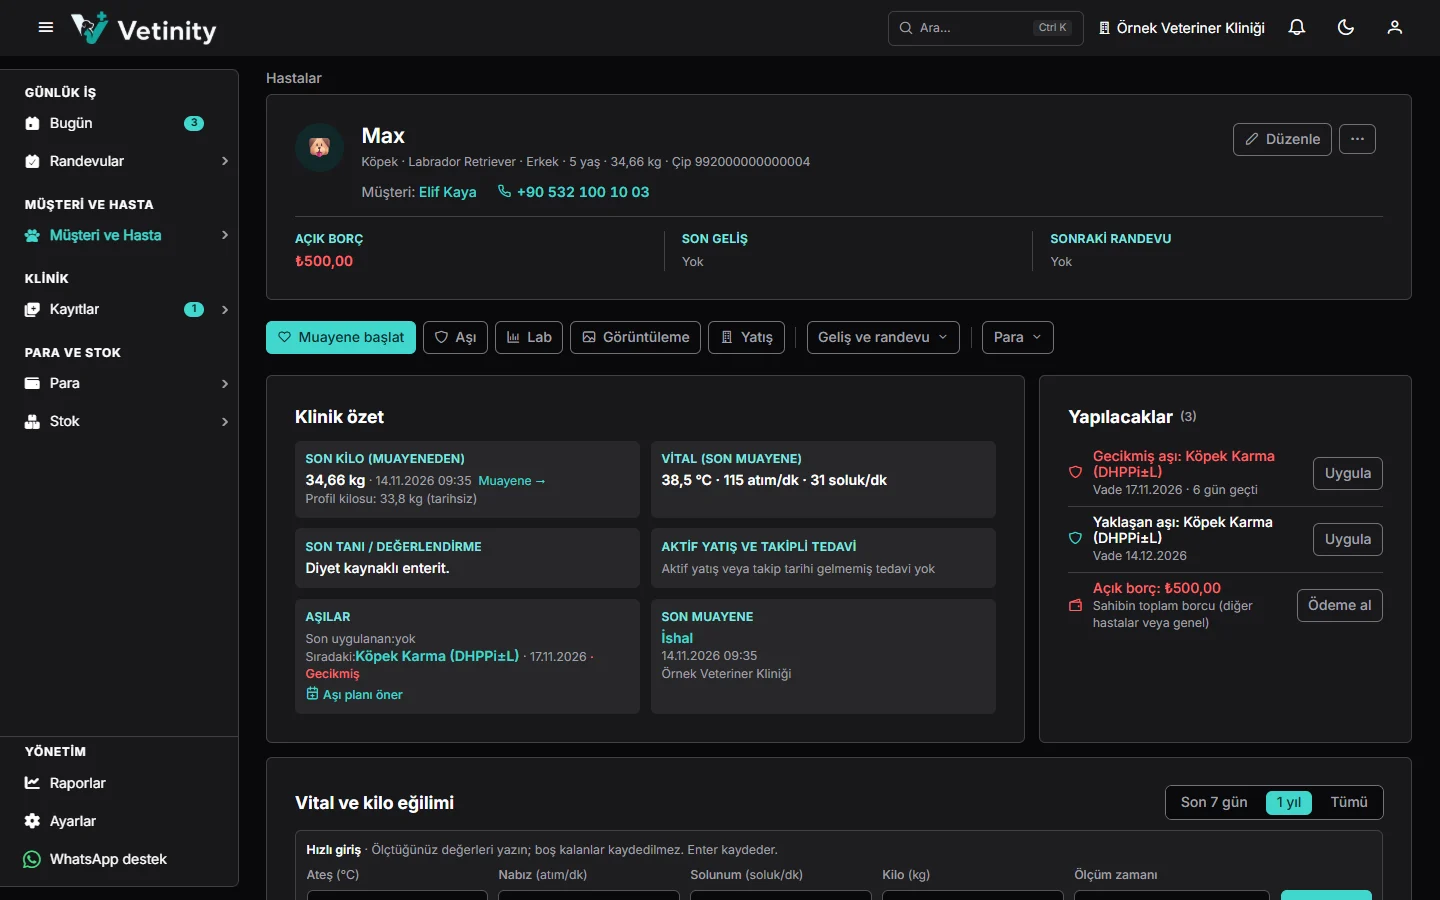 Vetinity
Ara...
Ctrl K
Örnek Veteriner Kliniği
GÜNLÜK İŞ
Bugün
3
Randevular
MÜŞTERİ VE HASTA
Müşteri ve Hasta
KLİNİK
Kayıtlar
1
PARA VE STOK
Para
Stok
YÖNETİM
Raporlar
Ayarlar
WhatsApp destek
Hastalar
Max
Köpek · Labrador Retriever · Erkek · 5 yaş · 34,66 kg · Çip 992000000000004
Müşteri: Elif Kaya +90 532 100 10 03
Düzenle
AÇIK BORÇ
₺500,00
SON GELİŞ
Yok
SONRAKİ RANDEVU
Yok
Muayene başlat
Aşı
Lab
Görüntüleme
Yatış
Geliş ve randevu
Para
Klinik özet
SON KİLO (MUAYENEDEN)
34,66 kg · 14.11.2026 09:35 Muayene →
Profil kilosu: 33,8 kg (tarihsiz)
VİTAL (SON MUAYENE)
38,5 °C · 115 atım/dk · 31 soluk/dk
SON TANI / DEĞERLENDİRME
Diyet kaynaklı enterit.
AKTİF YATIŞ VE TAKİPLİ TEDAVİ
Aktif yatış veya takip tarihi gelmemiş tedavi yok
AŞILAR
Son uygulanan:yok
Sıradaki:Köpek Karma (DHPPi±L) · 17.11.2026 ·
Gecikmiş
Aşı planı öner
SON MUAYENE
İshal
14.11.2026 09:35
Örnek Veteriner Kliniği
Yapılacaklar (3)
Gecikmiş aşı: Köpek Karma
(DHPPi±L)
Vade 17.11.2026 · 6 gün geçti
Uygula
Yaklaşan aşı: Köpek Karma
(DHPPi±L)
Vade 14.12.2026
Uygula
Açık borç: ₺500,00
Sahibin toplam borcu (diğer
hastalar veya genel)
Ödeme al
Vital ve kilo eğilimi
Son 7 gün
1 yıl
Tümü
Hızlı giriş · Ölçtüğünüz değerleri yazın; boş kalanlar kaydedilmez. Enter kaydeder.
Ateş (°C)
Nabız (atım/dk)
Solunum (soluk/dk)
Kilo (kg)
Ölçüm zamanı